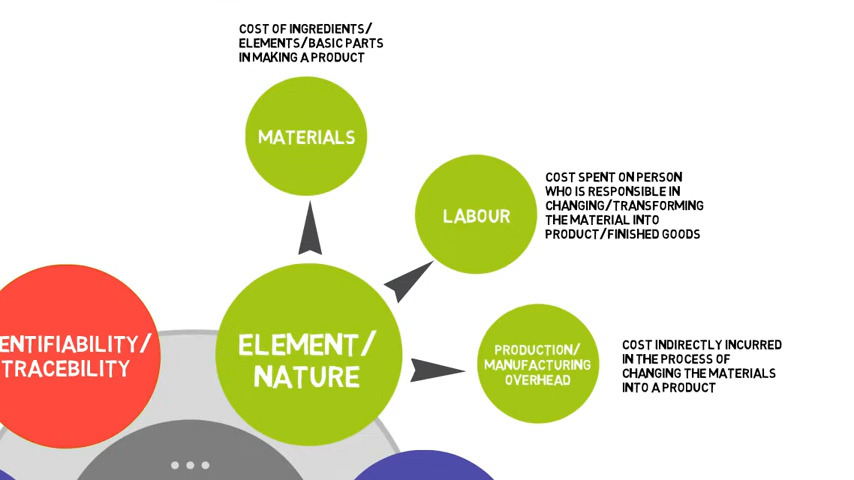 COST OF INGREDIENTS/
ELEMENTS/BASIC PARTS
IN MAKING A PRODUCT
MATERIALS
LABOUR
COST SPENT ON PERSON
WHO IS RESPONSIBLE IN
CHANGING/TRANSFORMING
THE MATERIAL INTO
PRODUCT/FINISHED GOODS
ENTIFIABILITY/
TRACEBILITY
ELEMENT/
NATURE
PRODUCTION/
MANUFACTURING
OVERHEAD
COST INDIRECTLY INCURRED
IN THE PROCESS OF
CHANGING THE MATERIALS
INTO A PRODUCT